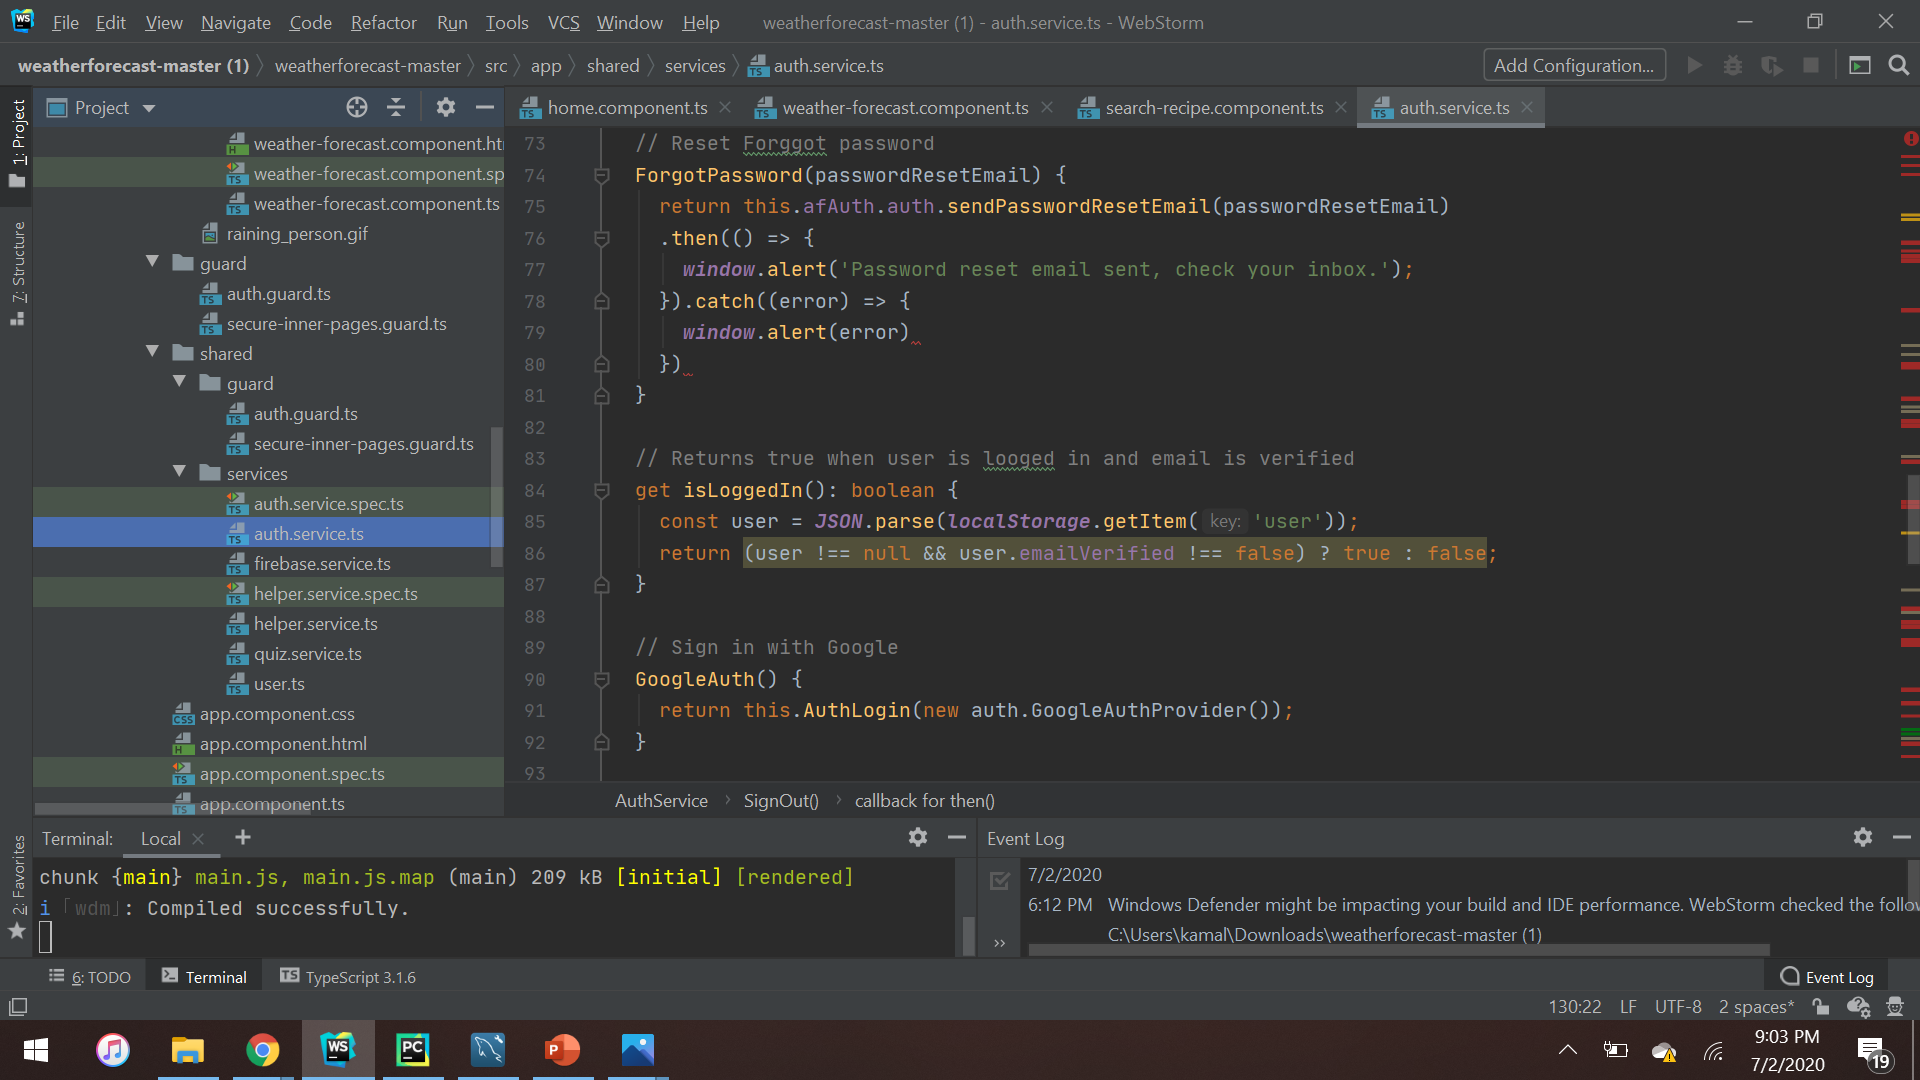 File Edit View Navigate Code Refactor Run Tools VCS Window Help weatherforecast-master (1) - auth.service.ts - WebStorm
weatherforecast-master (1) weatherforecast-master src app shared services auth.service.ts Add Configuration...
Project
home.component.ts weather-forecast.component.ts search-recipe.component.ts auth.service.ts
1: Project
7: Structure
2: Favorites
weather-forecast.component.ht
weather-forecast.component.sp
weather-forecast.component.ts
raining_person.gif
guard
auth.guard.ts
secure-inner-pages.guard.ts
shared
guard
auth.guard.ts
secure-inner-pages.guard.ts
services
auth.service.spec.ts
auth.service.ts
firebase.service.ts
helper.service.spec.ts
helper.service.ts
quiz.service.ts
user.ts
app.component.css
app.component.html
app.component.spec.ts
app.component.ts
73 // Reset Forggot password
74 ForgotPassword(passwordResetEmail) {
75 return this.afAuth.auth.sendPasswordResetEmail(passwordResetEmail)
76 .then(() => {
77 window.alert('Password reset email sent, check your inbox.');
78 }).catch((error) => {
79 window.alert(error)
80 })
81 }
82
83 // Returns true when user is looged in and email is verified
84 get isLoggedIn(): boolean {
85 const user = JSON.parse(localStorage.getItem( key: 'user'));
86 return (user !== null && user.emailVerified !== false) ? true : false;
87 }
88
89 // Sign in with Google
90 GoogleAuth() {
91 return this.AuthLogin(new auth.GoogleAuthProvider());
92 }
93
AuthService SignOut() callback for then()
Terminal: Local +
chunk {main} main.js, main.js.map (main) 209 kB [initial] [rendered]
i 「wdm」: Compiled successfully.
Event Log
7/2/2020
6:12 PM Windows Defender might be impacting your build and IDE performance. WebStorm checked the follo
C:\Users\kamal\Downloads\weatherforecast-master (1)
6: TODO Terminal TypeScript 3.1.6 Event Log
130:22 LF UTF-8 2 spaces*
9:03 PM
7/2/2020
19